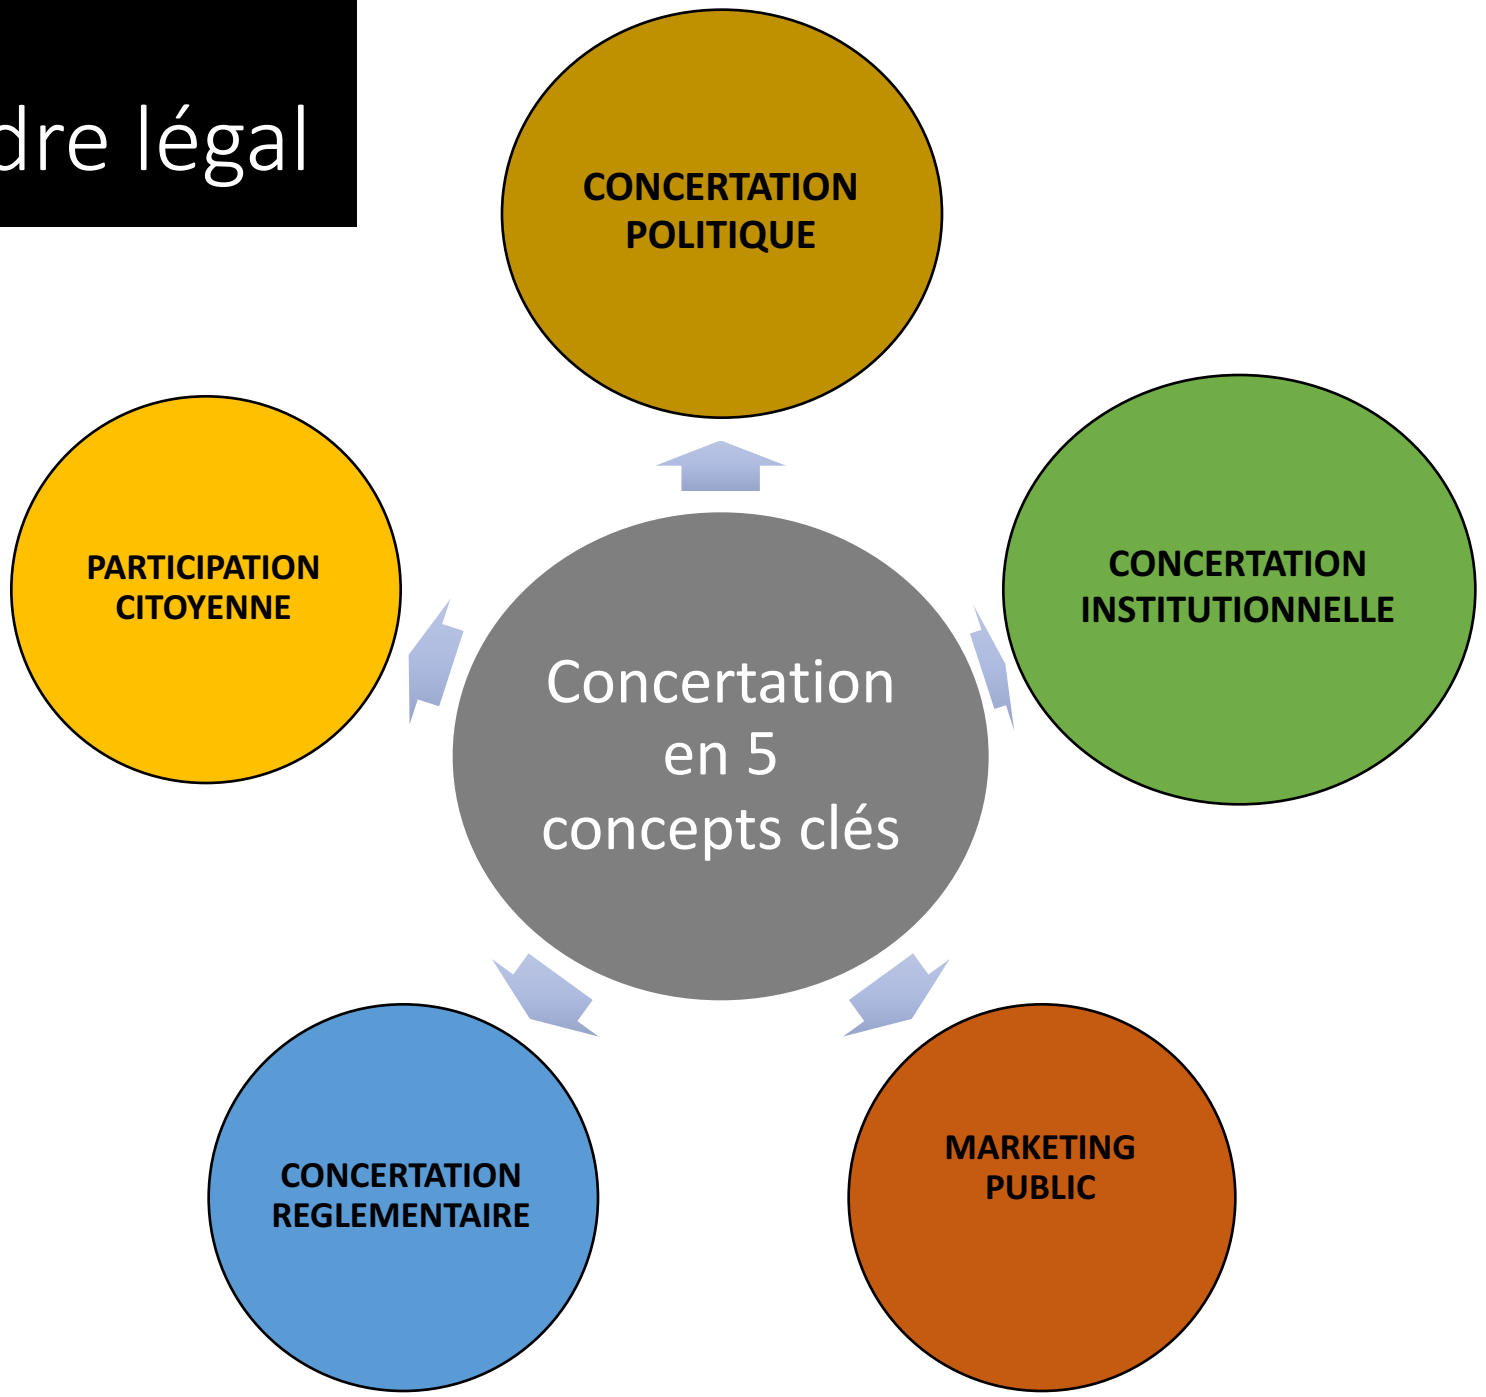 dre légal
CONCERTATION
POLITIQUE
PARTICIPATION
CITOYENNE
CONCERTATION
INSTITUTIONNELLE
Concertation
en 5
concepts clés
CONCERTATION
REGLEMENTAIRE
MARKETING
PUBLIC